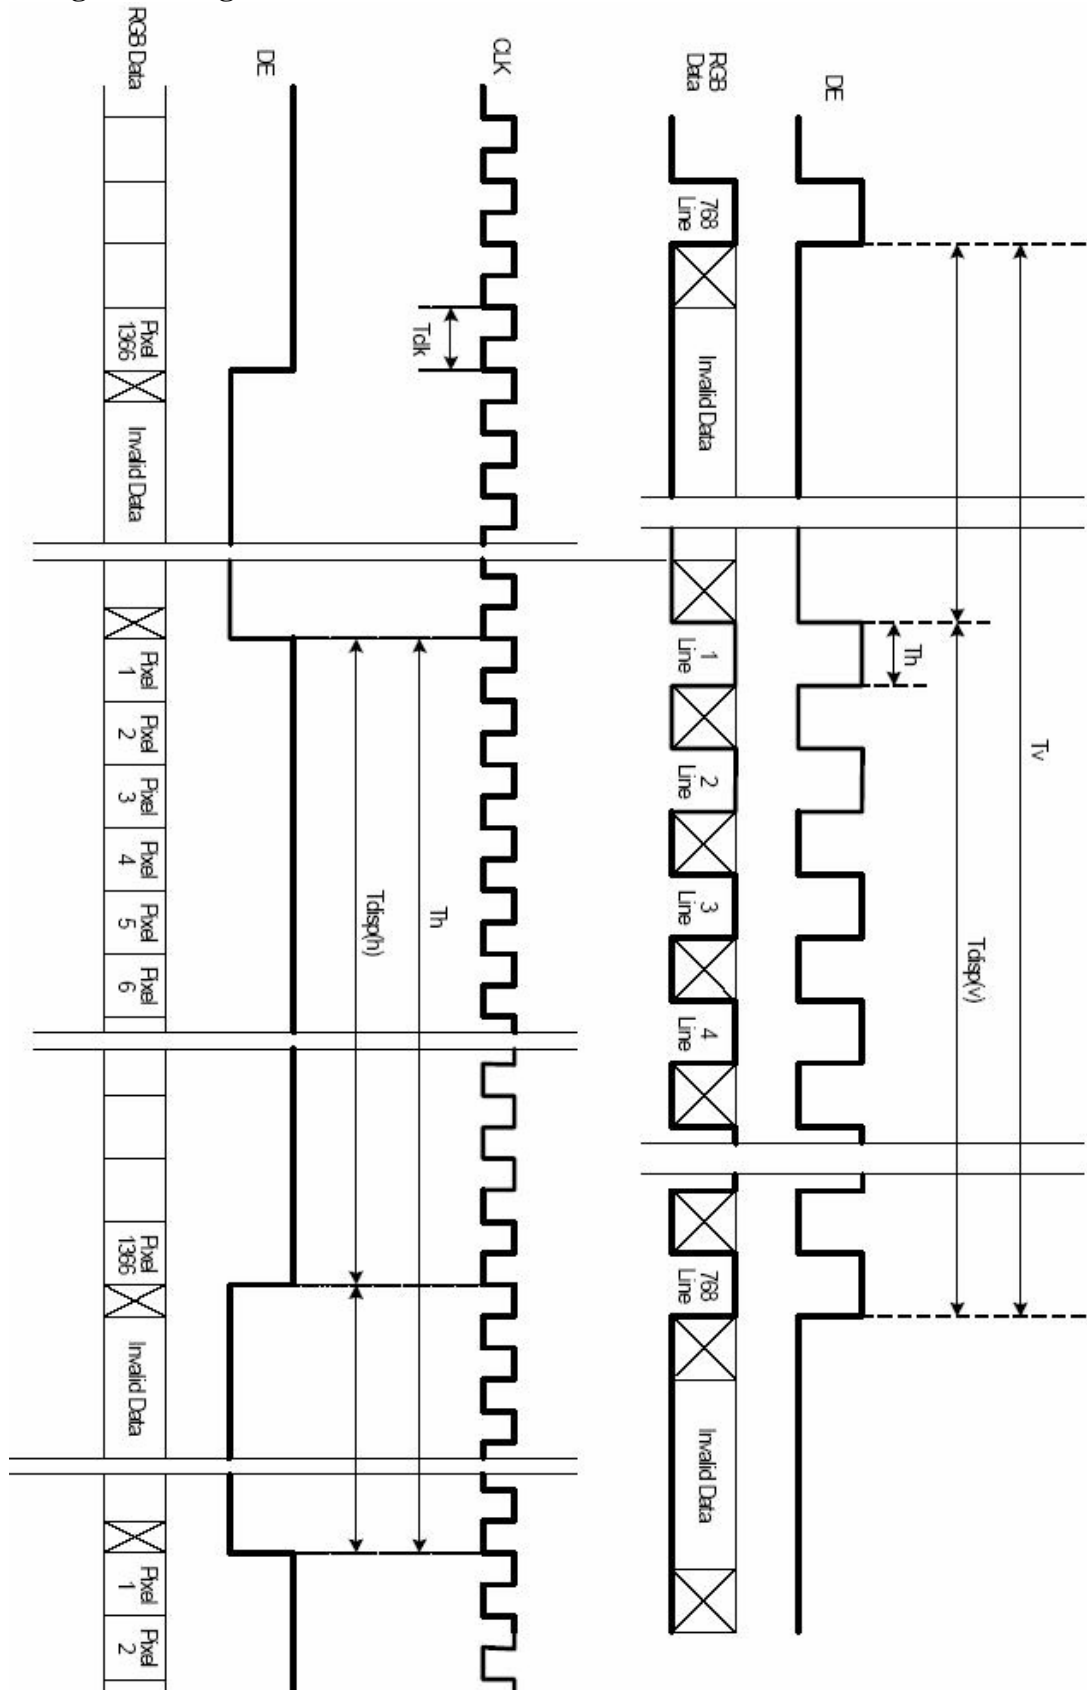 Tv
Tdisp(v)
Th
DE
RGB
Data
768
Line
Invalid Data
1
Line
2
Line
3
Line
4
Line
768
Line
Invalid Data
CLK
Tclk
Th
Tdisp(h)
DE
RGB Data
Pixel
1366
Invalid Data
Pixel
1
Pixel
2
Pixel
3
Pixel
4
Pixel
5
Pixel
6
Pixel
1366
Invalid Data
Pixel
1
Pixel
2